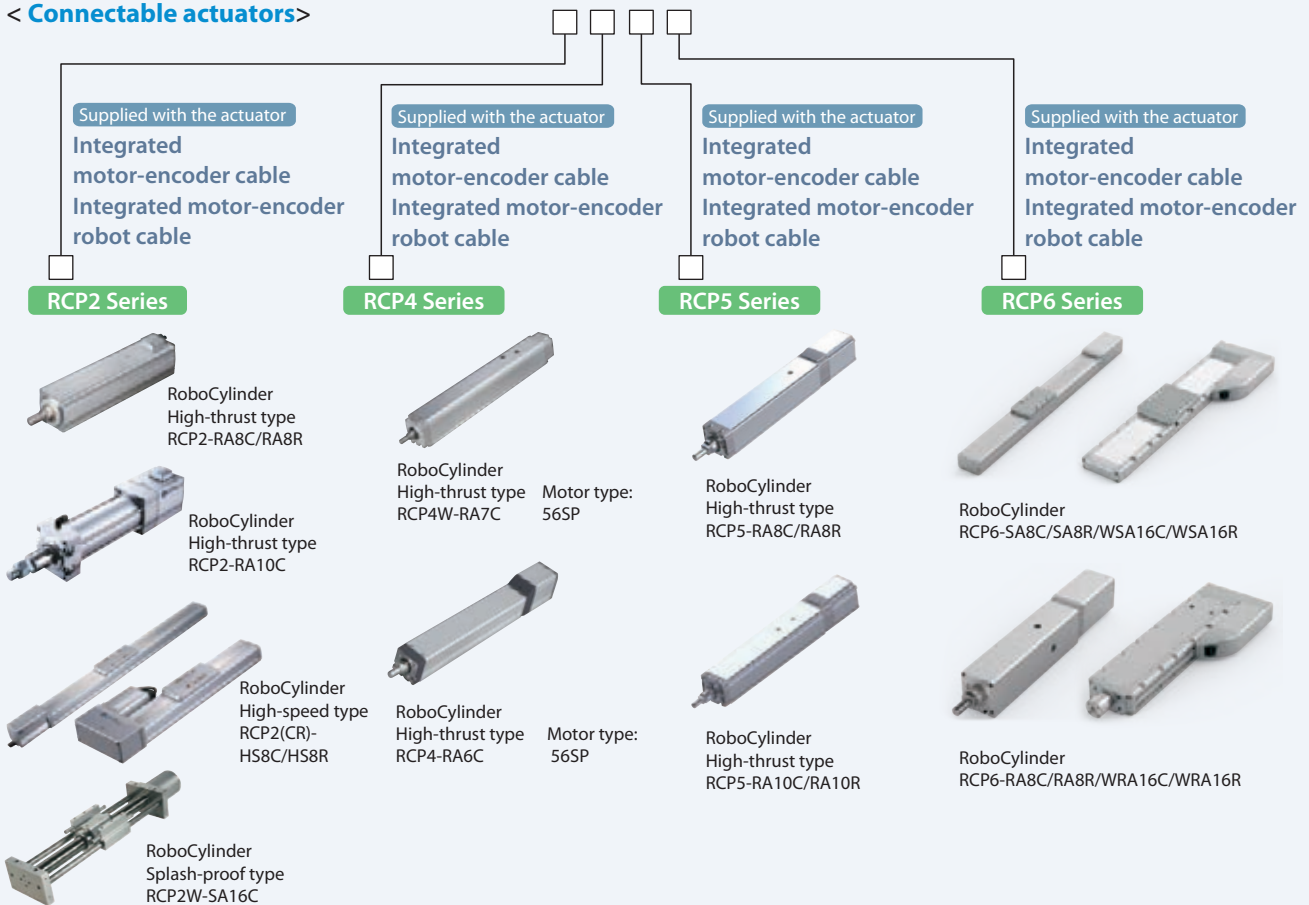 < Connectable actuators>
Supplied with the actuator
Integrated
motor-encoder cable
Integrated motor-encoder
robot cable
RCP2 Series
RoboCylinder
High-thrust type
RCP2-RA8C/RA8R
RoboCylinder
High-thrust type
RCP2-RA10C
RoboCylinder
High-speed type
RCP2(CR)-
HS8C/HS8R
RoboCylinder
Splash-proof type
RCP2W-SA16C
Supplied with the actuator
Integrated
motor-encoder cable
Integrated motor-encoder
robot cable
RCP4 Series
RoboCylinder
High-thrust type Motor type:
RCP4W-RA7C 56SP
RoboCylinder
High-thrust type Motor type:
RCP4-RA6C 56SP
Supplied with the actuator
Integrated
motor-encoder cable
Integrated motor-encoder
robot cable
RCP5 Series
RoboCylinder
High-thrust type
RCP5-RA8C/RA8R
RoboCylinder
High-thrust type
RCP5-RA10C/RA10R
Supplied with the actuator
Integrated
motor-encoder cable
Integrated motor-encoder
robot cable
RCP6 Series
RoboCylinder
RCP6-SA8C/SA8R/WSA16C/WSA16R
RoboCylinder
RCP6-RA8C/RA8R/WRA16C/WRA16R